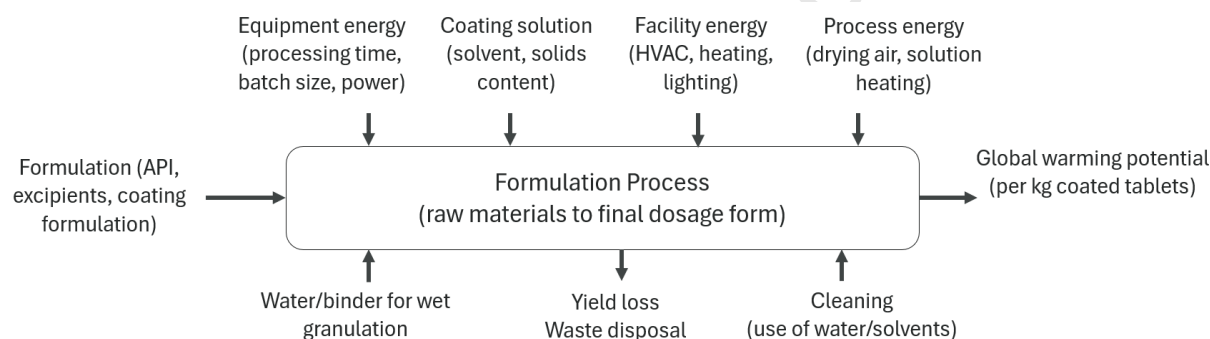 Equipment energy
(processing time,
batch size, power)
Coating solution
(solvent, solids
content)
Facility energy
(HVAC, heating,
lighting)
Process energy
(drying air, solution
heating)
Formulation (API,
excipients, coating
formulation)
Formulation Process
(raw materials to final dosage form)
Global warming potential
(per kg coated tablets)
Water/binder for wet
granulation
Yield loss
Waste disposal
Cleaning
(use of water/solvents)